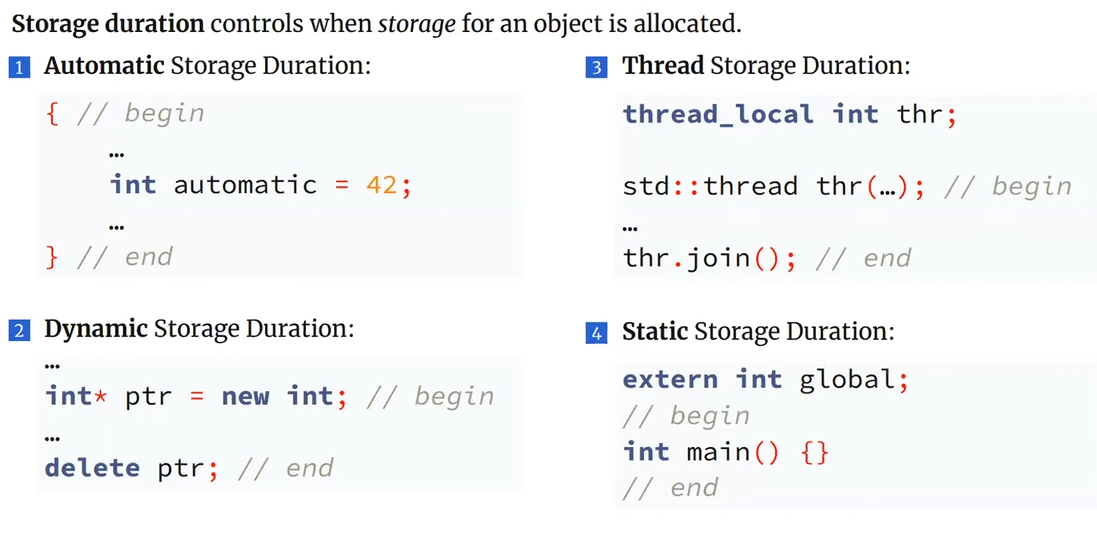 Storage duration controls when storage for an object is allocated.
1 Automatic Storage Duration:
{ // begin
…
int automatic = 42;
…
} // end
2 Dynamic Storage Duration:
…
int* ptr = new int; // begin
…
delete ptr; // end
3 Thread Storage Duration:
thread_local int thr;
std::thread thr(…); // begin
…
thr.join(); // end
4 Static Storage Duration:
extern int global;
// begin
int main() {}
// end